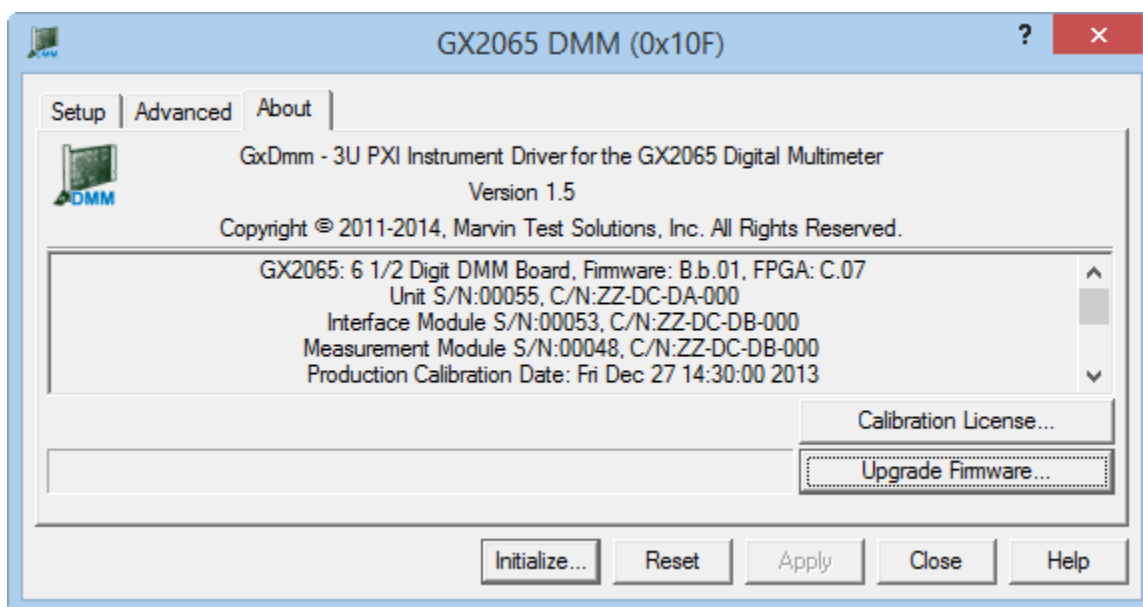 GX2065 DMM (0x10F)
?
Setup
Advanced
About
DMM
GxDmm - 3U PXI Instrument Driver for the GX2065 Digital Multimeter
Version 1.5
Copyright © 2011-2014, Marvin Test Solutions, Inc. All Rights Reserved.
GX2065: 6 1/2 Digit DMM Board, Firmware: B.b.01, FPGA: C.07
Unit S/N:00055, C/N:ZZ-DC-DA-000
Interface Module S/N:00053, C/N:ZZ-DC-DB-000
Measurement Module S/N:00048, C/N:ZZ-DC-DB-000
Production Calibration Date: Fri Dec 27 14:30:00 2013
Calibration License...
Upgrade Firmware...
Initialize...
Reset
Apply
Close
Help